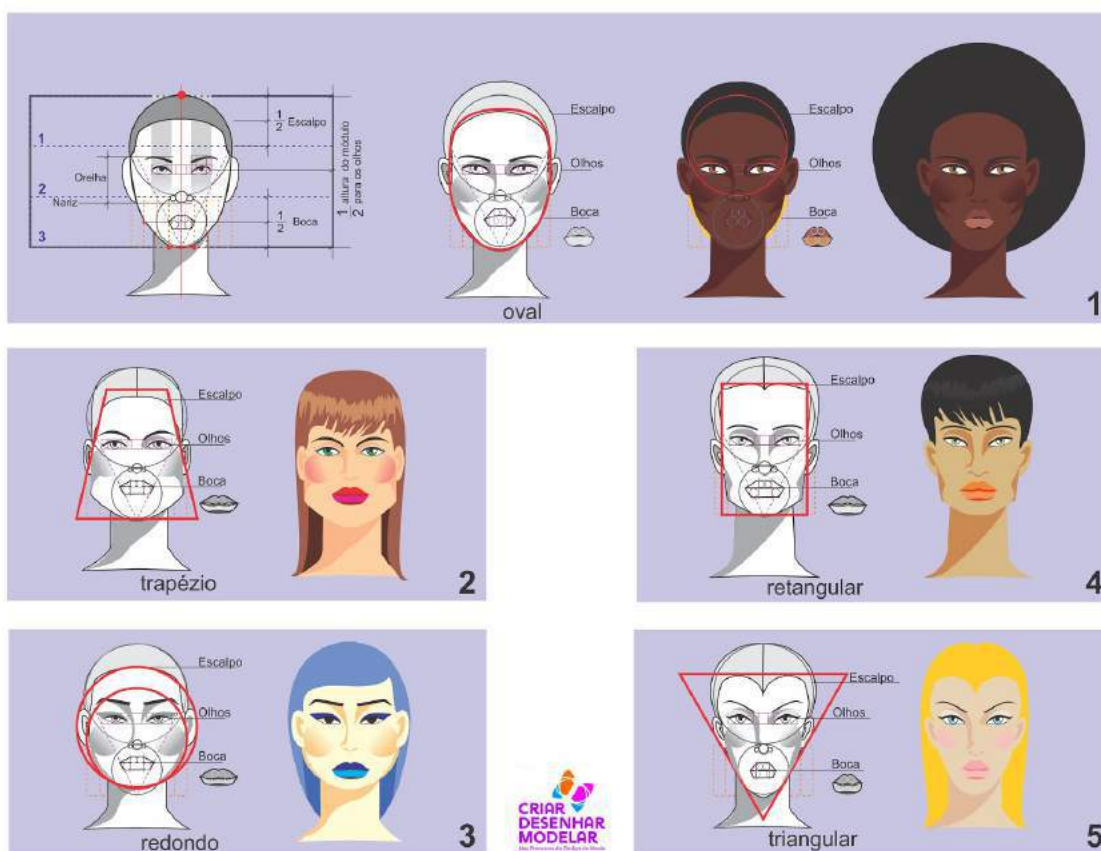 1
2
3
Orelha
Nariz
1/2 Escalpo
1/2 Boca
1/2 altura do módulo
para os olhos
Escalpo
Olhos
Boca
Escalpo
Olhos
Boca
oval
1
Escalpo
Olhos
Boca
trapézio
2
Escalpo
Olhos
Boca
retangular
4
Escalpo
Olhos
Boca
redondo
3
CRIAR
DESENHAR
MODELAR
Escalpo
Olhos
Boca
triangular
5